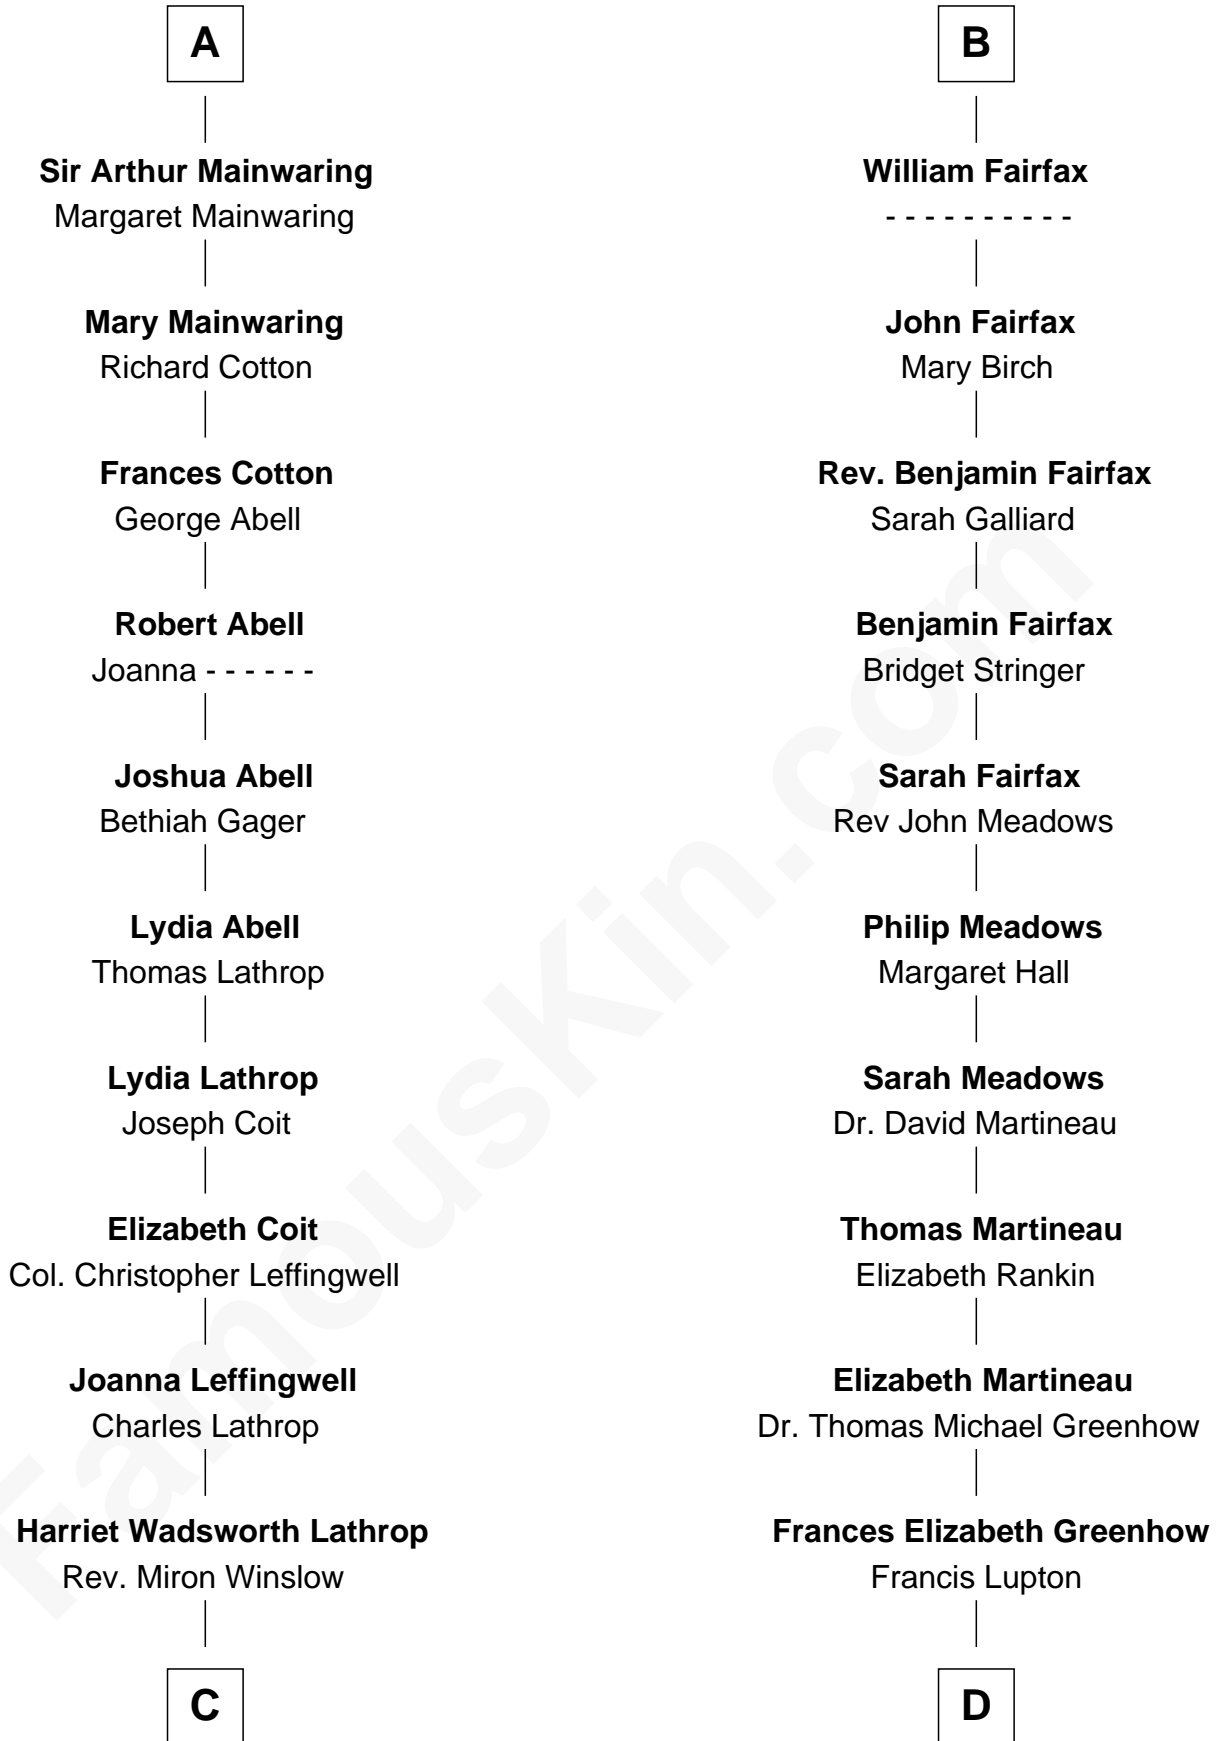 A
Sir Arthur Mainwaring
Margaret Mainwaring
Mary Mainwaring
Richard Cotton
Frances Cotton
George Abell
Robert Abell
Joanna - - - - - -
Joshua Abell
Bethiah Gager
Lydia Abell
Thomas Lathrop
Lydia Lathrop
Joseph Coit
Elizabeth Coit
Col. Christopher Leffingwell
Joanna Leffingwell
Charles Lathrop
Harriet Wadsworth Lathrop
Rev. Miron Winslow
C
B
William Fairfax
- - - - - - - - - -
John Fairfax
Mary Birch
Rev. Benjamin Fairfax
Sarah Galliard
Benjamin Fairfax
Bridget Stringer
Sarah Fairfax
Rev John Meadows
Philip Meadows
Margaret Hall
Sarah Meadows
Dr. David Martineau
Thomas Martineau
Elizabeth Rankin
Elizabeth Martineau
Dr. Thomas Michael Greenhow
Frances Elizabeth Greenhow
Francis Lupton
D
FamousKin.com